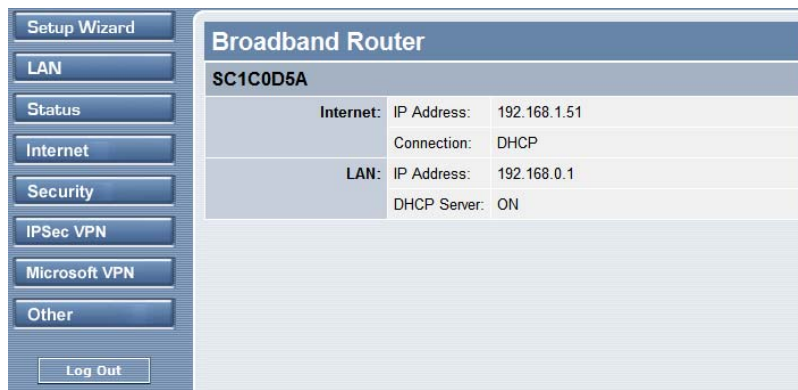 Setup Wizard
LAN
Status
Internet
Security
IPSec VPN
Microsoft VPN
Other
Log Out
Broadband Router
SC1C0D5A
Internet: IP Address: 192.168.1.51
Connection: DHCP
LAN: IP Address: 192.168.0.1
DHCP Server: ON